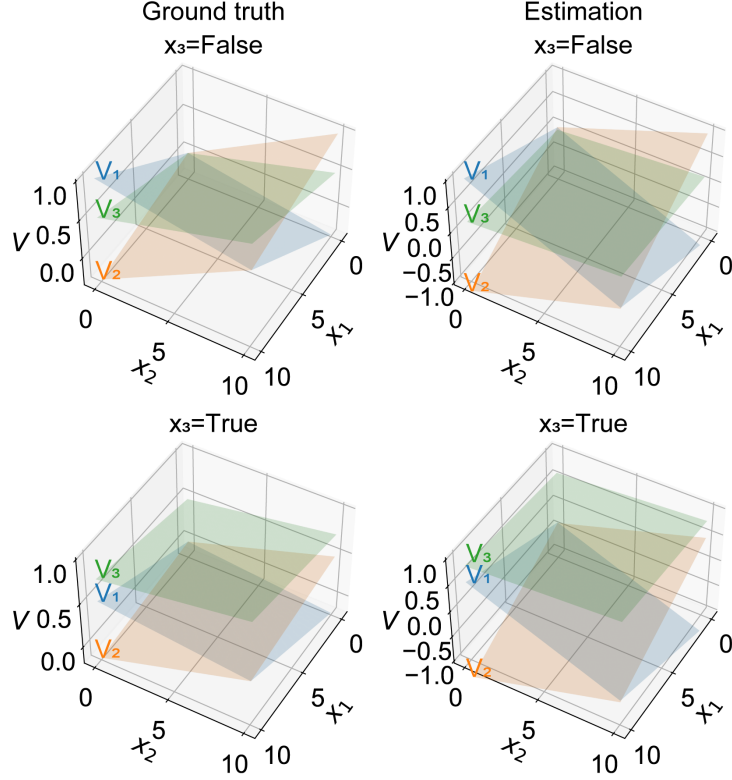 Ground truth
x₃=False
V₁
V₃
V₂
1.0
0.5
0.0
V
0
5
10
x₂
0
5
10
x₁
Estimation
x₃=False
V₁
V₃
V₂
1.0
0.5
0.0
−0.5
−1.0
V
0
5
10
x₂
0
5
10
x₁
x₃=True
V₃
V₁
V₂
1.0
0.5
0.0
V
0
5
10
x₂
0
5
10
x₁
x₃=True
V₃
V₁
V₂
1.0
0.5
0.0
−0.5
−1.0
V
0
5
10
x₂
0
5
10
x₁